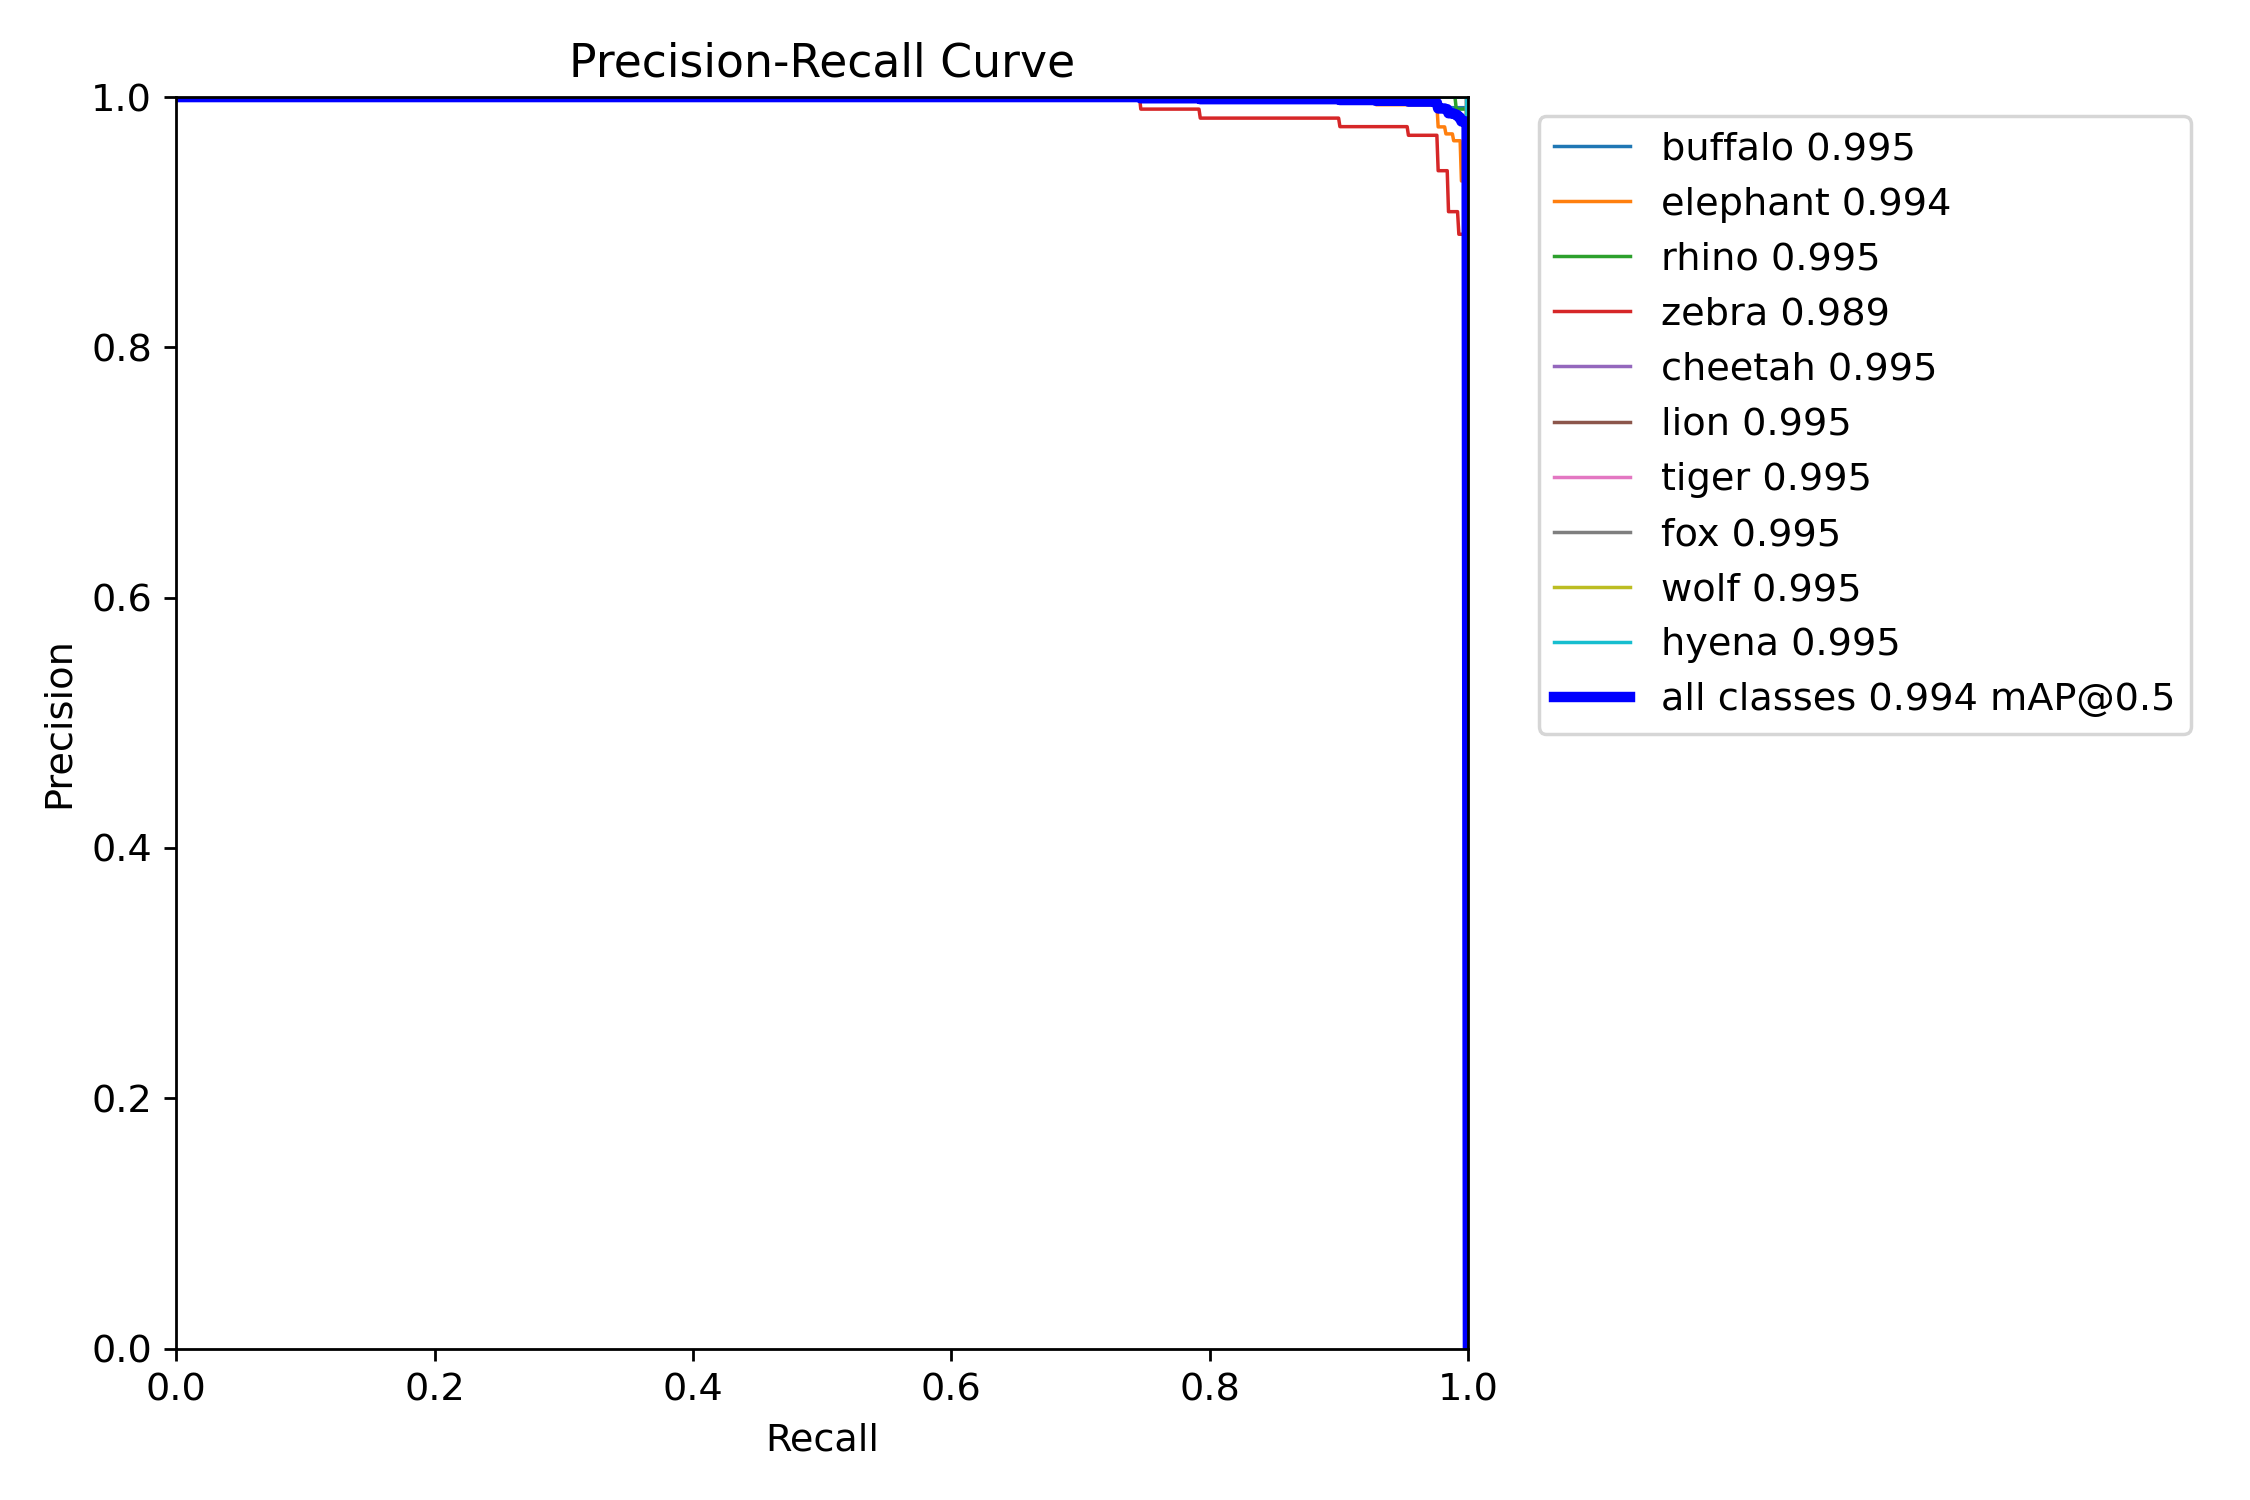 Precision-Recall Curve
1.0
0.8
0.6
0.4
0.2
0.0
Precision
0.0 0.2 0.4 0.6 0.8 1.0
Recall
buffalo 0.995
elephant 0.994
rhino 0.995
zebra 0.989
cheetah 0.995
lion 0.995
tiger 0.995
fox 0.995
wolf 0.995
hyena 0.995
all classes 0.994 mAP@0.5